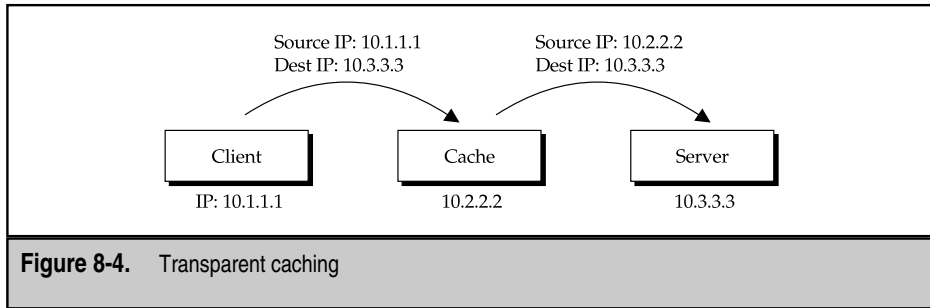 Source IP: 10.1.1.1
Dest IP: 10.3.3.3
Source IP: 10.2.2.2
Dest IP: 10.3.3.3
Client
Cache
Server
IP: 10.1.1.1
10.2.2.2
10.3.3.3
Figure 8-4. Transparent caching